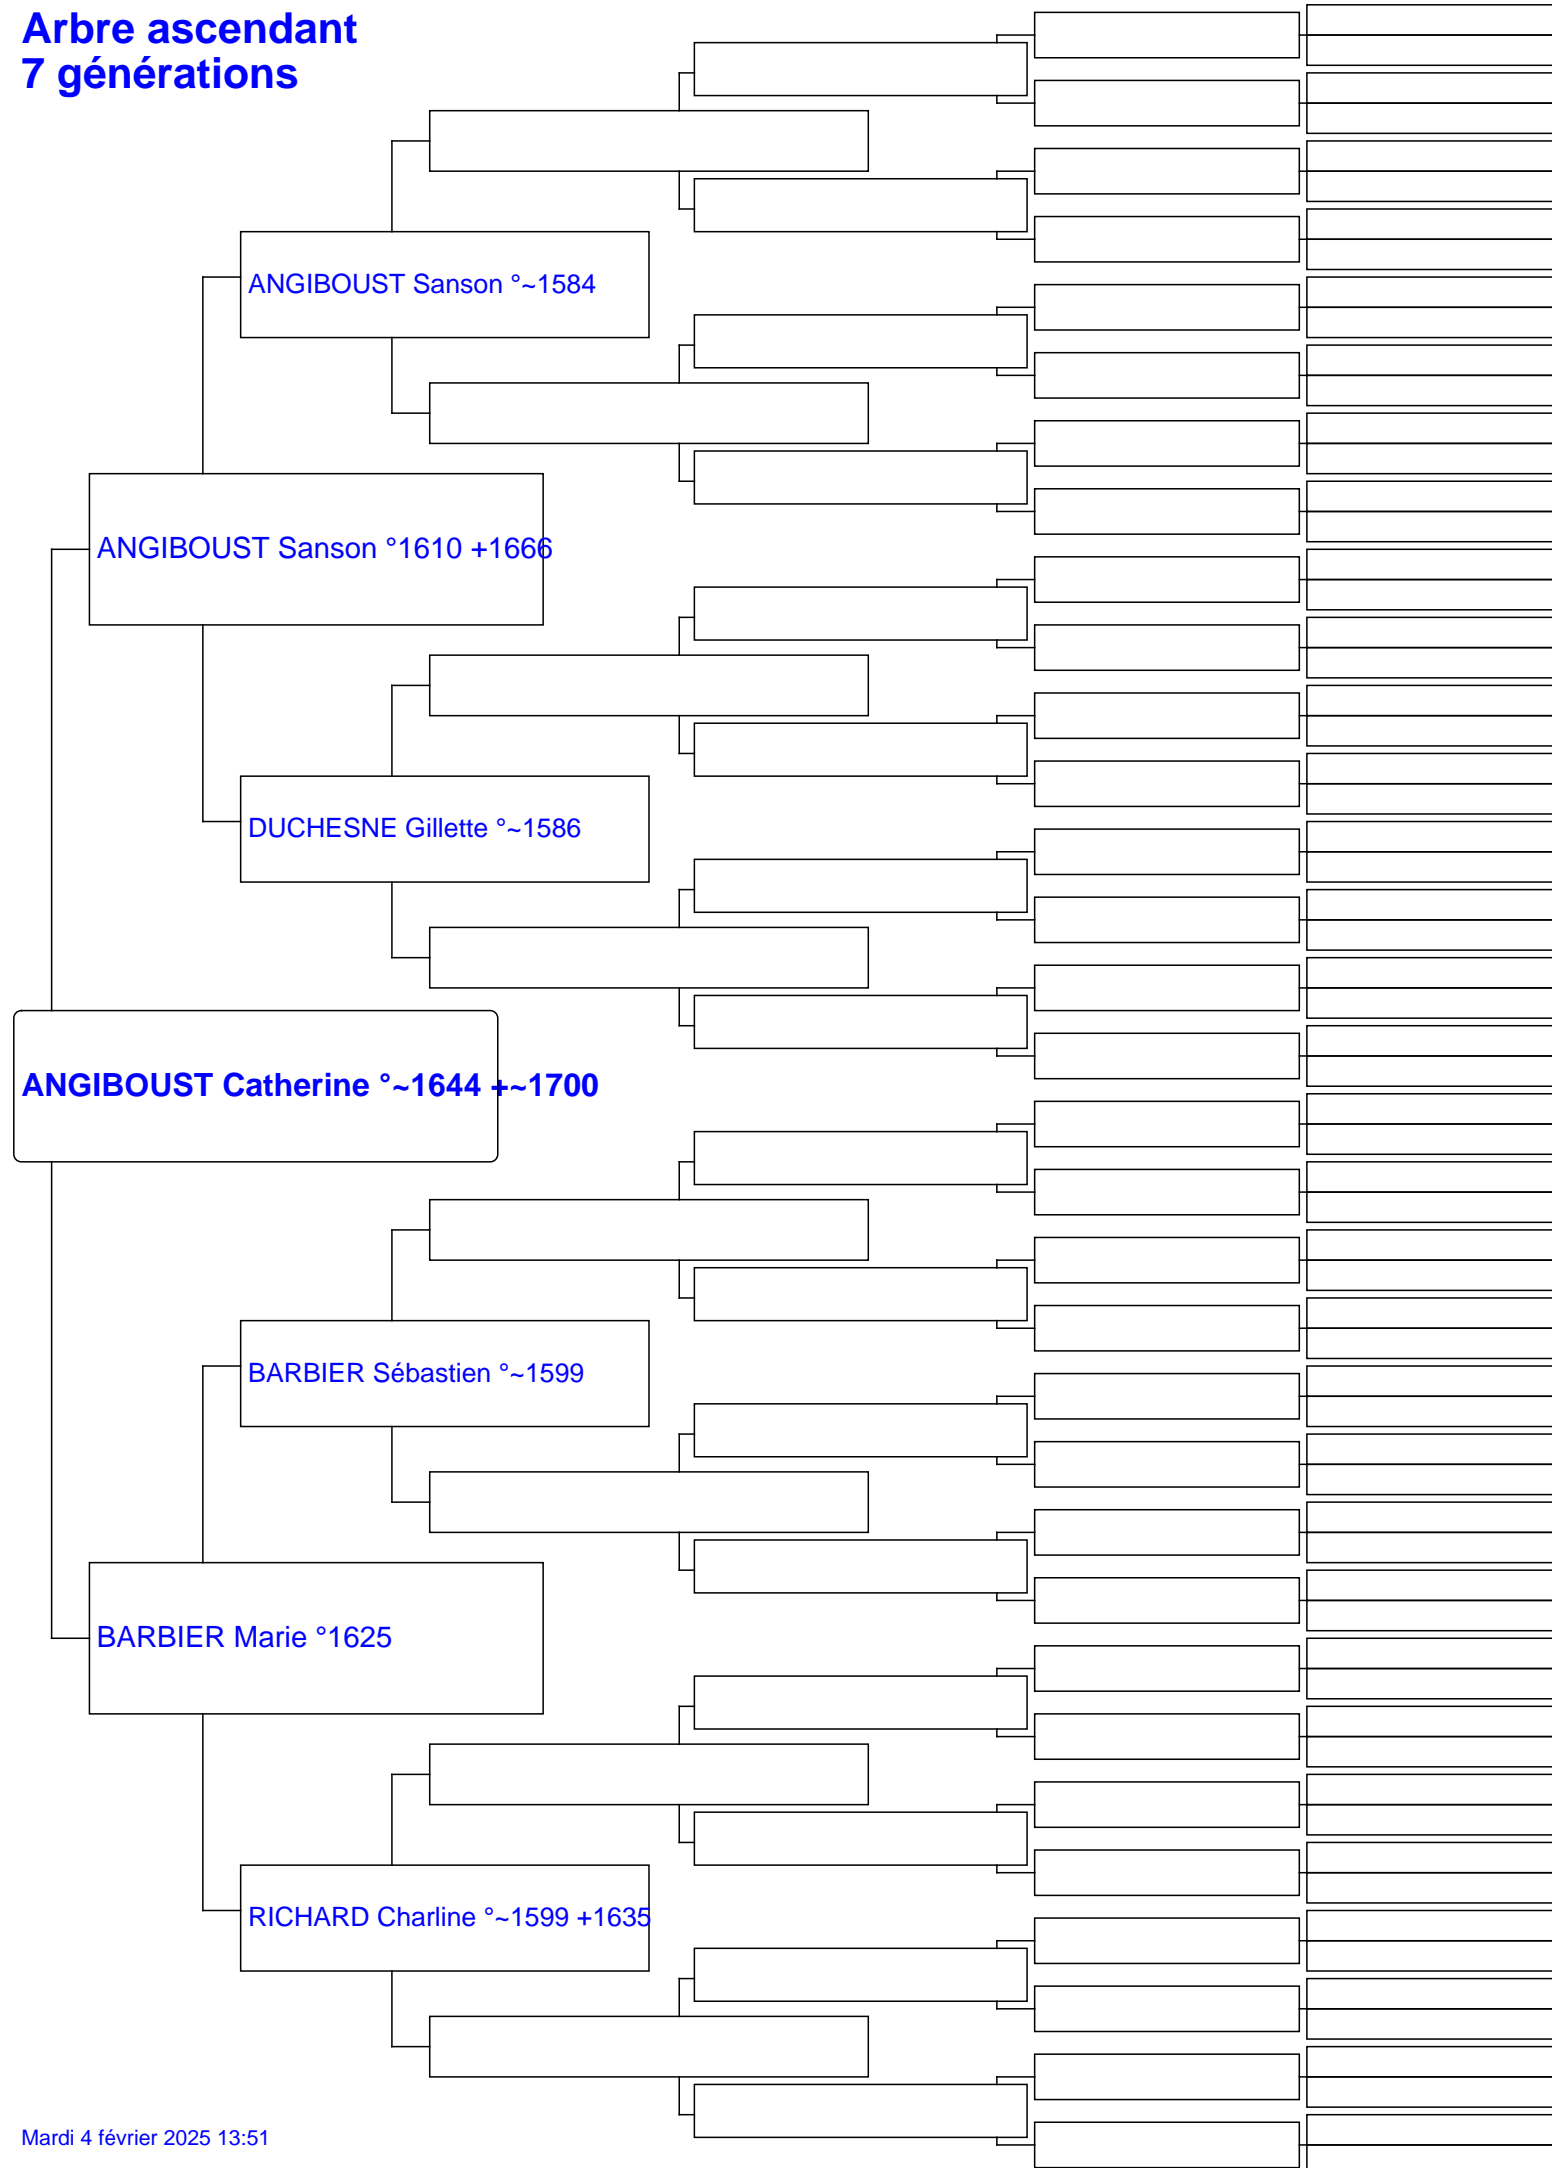 Arbre ascendant
7 générations
ANGIBOUST Sanson °~1584
ANGIBOUST Sanson °1610 +1666
DUCHESNE Gillette °~1586
ANGIBOUST Catherine °~1644 +~1700
BARBIER Sébastien °~1599
BARBIER Marie °1625
RICHARD Charline °~1599 +1635
Mardi 4 février 2025 13:51